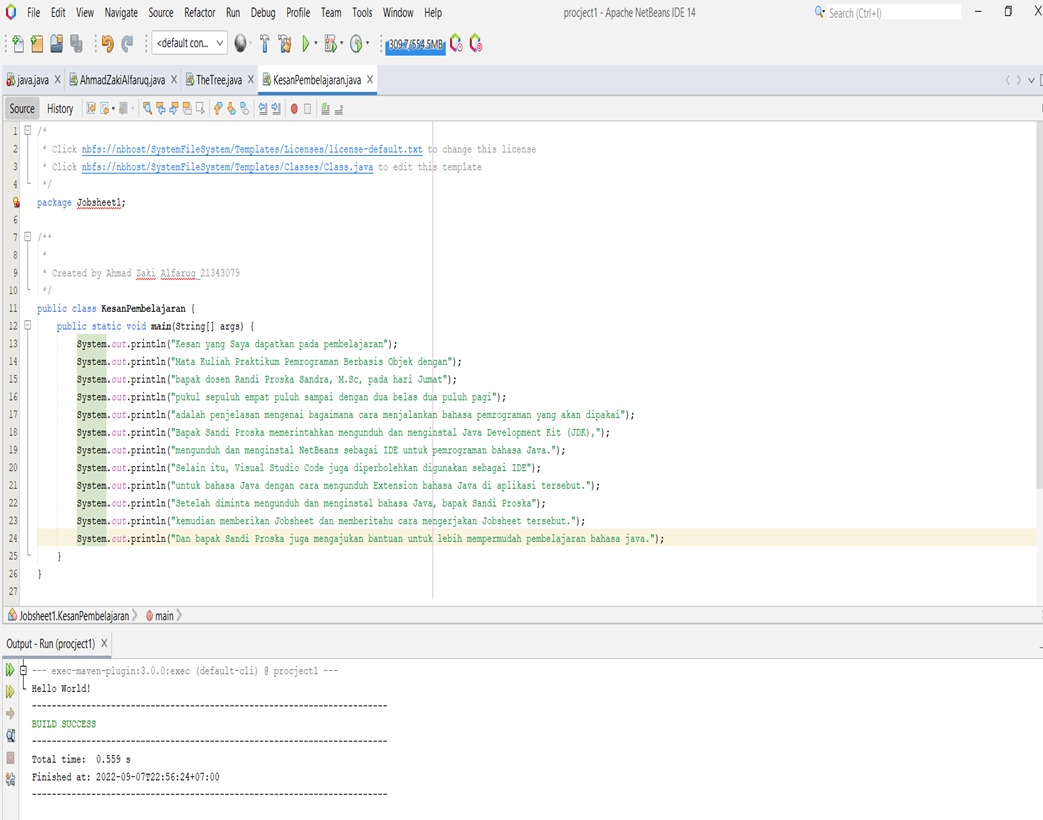 File Edit View Navigate Source Refactor Run Debug Profile Team Tools Window Help
procject1 - Apache NetBeans IDE 14
Search (Ctrl+I)
<default con...
309.7/554.5MB
java.java
AhmadZakiAlfaruq.java
TheTree.java
KesanPembelajaran.java
Source History
1 /*
2 * Click nbfs://nbhost/SystemFileSystem/Templates/Licenses/license-default.txt to change this license
3 * Click nbfs://nbhost/SystemFileSystem/Templates/Classes/Class.java to edit this template
4 */
package Jobsheet1;
6
7 /**
8 *
9 * Created by Ahmad Zaki Alfaruq_21343079
10 */
11 public class KesanPembelajaran {
12 public static void main(String[] args) {
13 System.out.println("Kesan yang Saya dapatkan pada pembelajaran");
14 System.out.println("Mata Kuliah Praktikum Pemrograman Berbasis Objek dengan");
15 System.out.println("bapak dosen Randi Proska Sandra, M.Sc, pada hari Jumat");
16 System.out.println("pukul sepuluh empat puluh sampai dengan dua belas dua puluh pagi");
17 System.out.println("adalah penjelasan mengenai bagaimana cara menjalankan bahasa pemrograman yang akan dipakai");
18 System.out.println("Bapak Sandi Proska memerintahkan mengunduh dan menginstal Java Development Kit (JDK),");
19 System.out.println("mengunduh dan menginstal NetBeans sebagai IDE untuk pemrograman bahasa Java.");
20 System.out.println("Selain itu, Visual Studio Code juga diperbolehkan digunakan sebagai IDE");
21 System.out.println("untuk bahasa Java dengan cara mengunduh Extension bahasa Java di aplikasi tersebut.");
22 System.out.println("Setelah diminta mengunduh dan menginstal bahasa Java, bapak Sandi Proska");
23 System.out.println("kemudian memberikan Jobsheet dan memberitahu cara mengerjakan Jobsheet tersebut.");
24 System.out.println("Dan bapak Sandi Proska juga mengajukan bantuan untuk lebih mempermudah pembelajaran bahasa java.");
25 }
26 }
27
Jobsheet1.KesanPembelajaran main
Output - Run (procject1)
--- exec-maven-plugin:3.0.0:exec (default-cli) @ procject1 ---
Hello World!
------------------------------------------------------------------------
BUILD SUCCESS
------------------------------------------------------------------------
Total time: 0.559 s
Finished at: 2022-09-07T22:56:24+07:00
------------------------------------------------------------------------